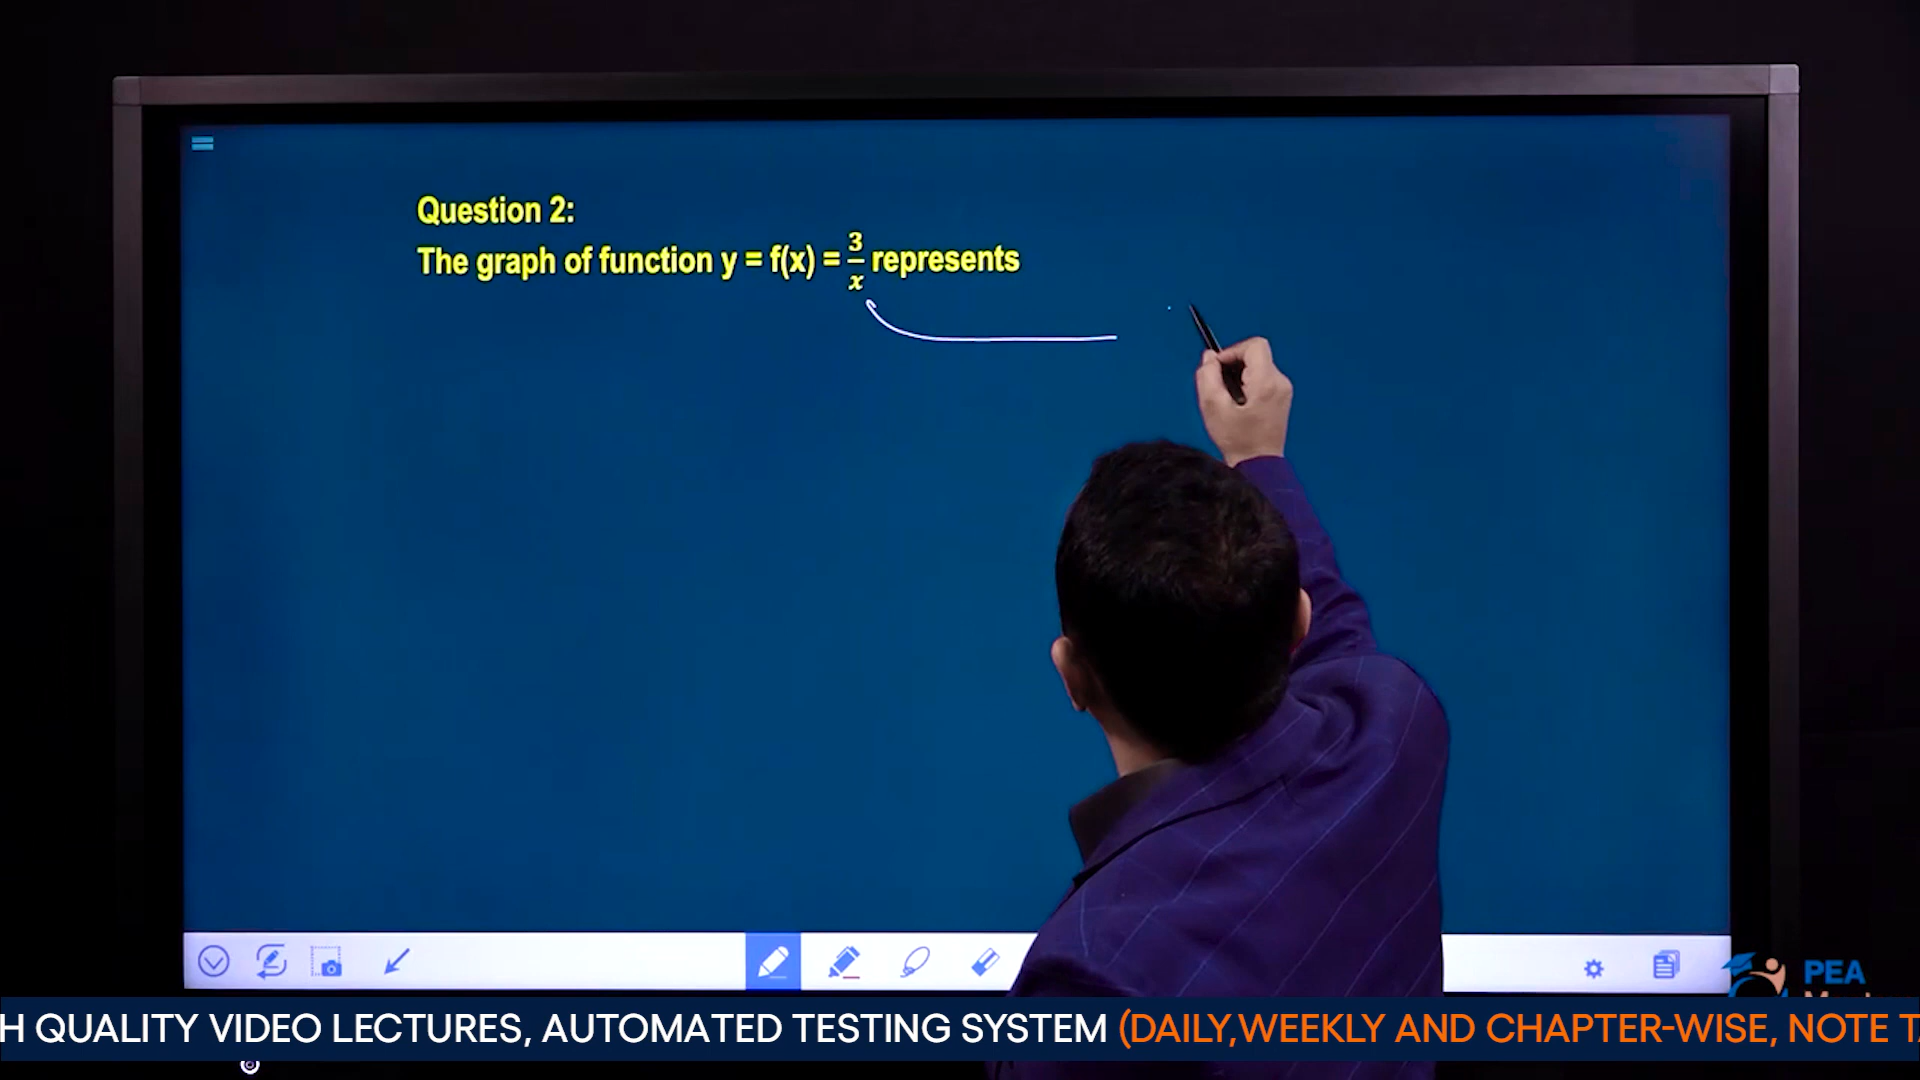 Question 2:
The graph of function y = f(x) = 3/x represents
PEA
H QUALITY VIDEO LECTURES, AUTOMATED TESTING SYSTEM (DAILY,WEEKLY AND CHAPTER-WISE, NOTE